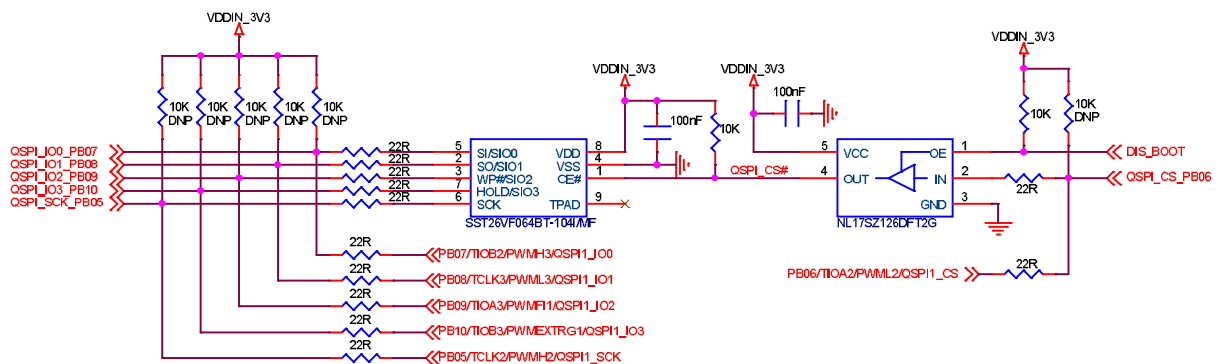 VDDIN_3V3
VDDIN_3V3
VDDIN_3V3
VDDIN_3V3
10K
DNP
10K
DNP
10K
DNP
10K
DNP
10K
DNP
100nF
10K
100nF
10K
10K
DNP
QSPI_IO0_PB07
QSPI_IO1_PB08
QSPI_IO2_PB09
QSPI_IO3_PB10
QSPI_SCK_PB05
22R
22R
22R
22R
22R
5 SI/SIO0 VDD 8
2 SO/SIO1 VSS 4
3 WP#/SIO2 CE# 1
7 HOLD/SIO3
6 SCK TPAD 9
SST26VF064BT-104I/MF
QSPI_CS#
5 VCC OE 1
4 OUT IN 2
GND 3
NL17SZ126DFT2G
22R
DIS_BOOT
QSPI_CS_PB06
22R
PB07/TIOB2/PWMH3/QSPI1_IO0
22R
PB08/TCLK3/PWML3/QSPI1_IO1
22R
PB09/TIOA3/PWMFI1/QSPI1_IO2
22R
PB10/TIOB3/PWMEXTRG1/QSPI1_IO3
22R
PB05/TCLK2/PWMH2/QSPI1_SCK
PB06/TIOA2/PWML2/QSPI1_CS
22R